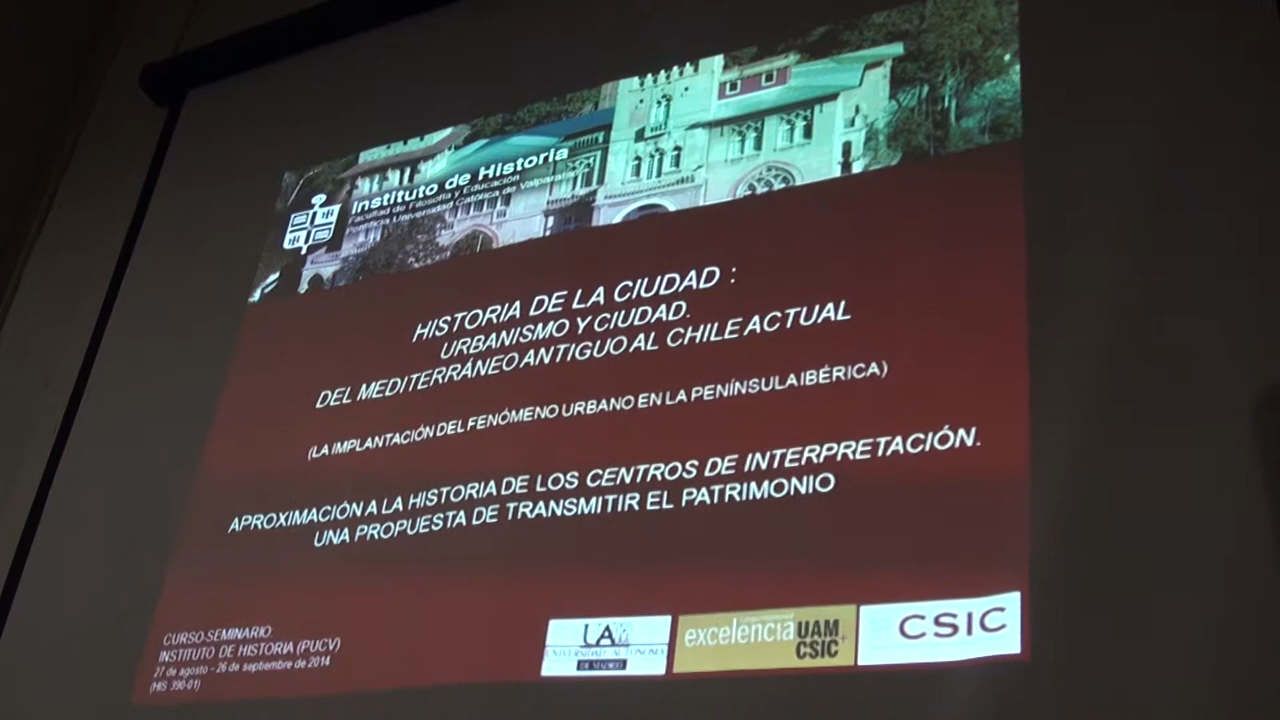 Instituto de Historia
Facultad de Filosofía y Educación
Pontificia Universidad Católica de Valparaíso
HISTORIA DE LA CIUDAD :
URBANISMO Y CIUDAD.
DEL MEDITERRÁNEO ANTIGUO AL CHILE ACTUAL
(LA IMPLANTACIÓN DEL FENÓMENO URBANO EN LA PENÍNSULA IBÉRICA)
APROXIMACIÓN A LA HISTORIA DE LOS CENTROS DE INTERPRETACIÓN.
UNA PROPUESTA DE TRANSMITIR EL PATRIMONIO
CURSO-SEMINARIO
INSTITUTO DE HISTORIA (PUCV)
27 de agosto - 26 de septiembre de 2014
(HIS 390-01)
UAM
UNIVERSIDAD AUTONOMA
DE MADRID
excelencia UAM
CSIC+
CSIC